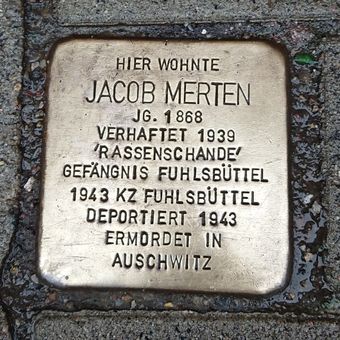 HIER WOHNTE
JACOB MERTEN
JG. 1868
VERHAFTET 1939
'RASSENSCHANDE'
GEFÄNGNIS FUHLSBÜTTEL
1943 KZ FUHLSBÜTTEL
DEPORTIERT 1943
ERMORDET IN
AUSCHWITZ